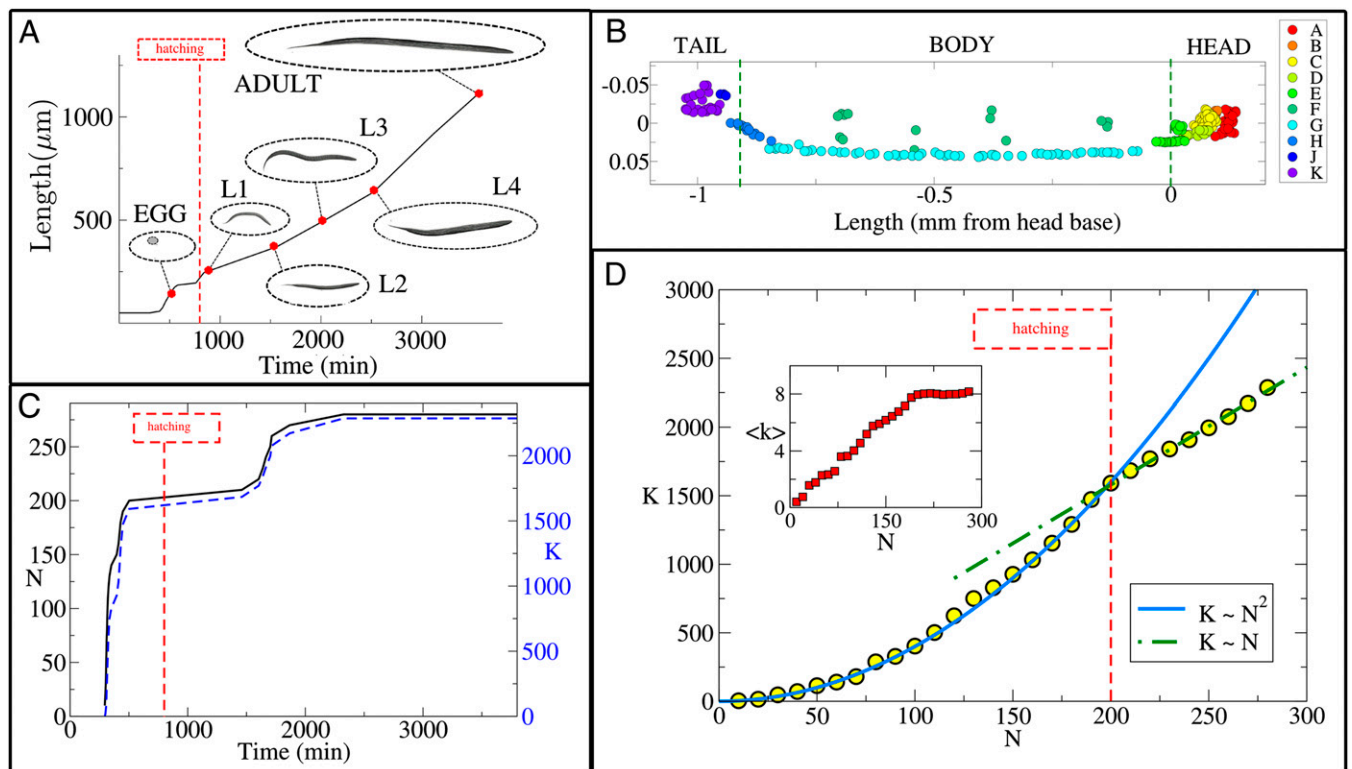 A
hatching
ADULT
L3
L1
L4
EGG
L2
Length(μm)
1000
500
0
1000
2000
3000
Time (min)
B
TAIL
BODY
HEAD
-0.05
0
0.05
-1
-0.5
0
Length (mm from head base)
A
B
C
D
E
F
G
H
J
K
C
hatching
N
250
200
150
100
50
0
K
2000
1500
1000
500
0
0
1000
2000
3000
Time (min)
D
hatching
K
3000
2500
2000
1500
1000
500
0
0
50
100
150
200
250
300
N
<k>
8
4
0
0
150
300
N
K ~ N²
K ~ N